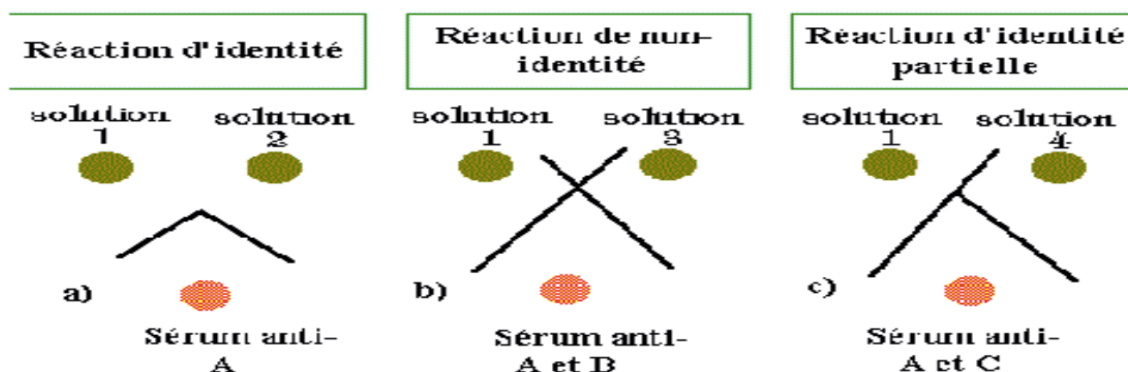 Réaction d'identité
Réaction de non-
identité
Réaction d'identité
partielle
solution
1
solution
2
solution
1
solution
3
solution
1
solution
4
a)
b)
c)
Sérum anti-
A
Sérum anti-
A et B
Sérum anti-
A et C